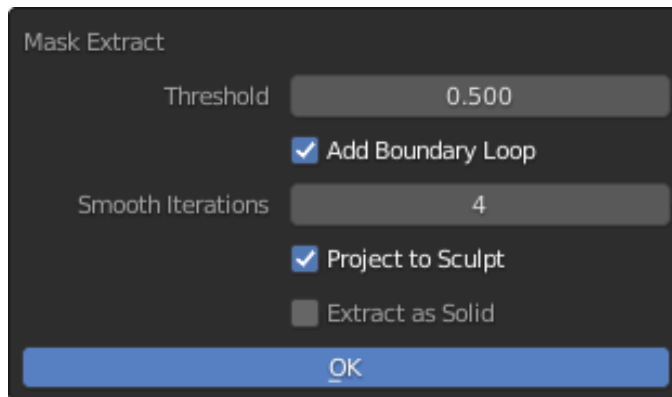 Mask Extract
Threshold 0.500
Add Boundary Loop
Smooth Iterations 4
Project to Sculpt
Extract as Solid
OK